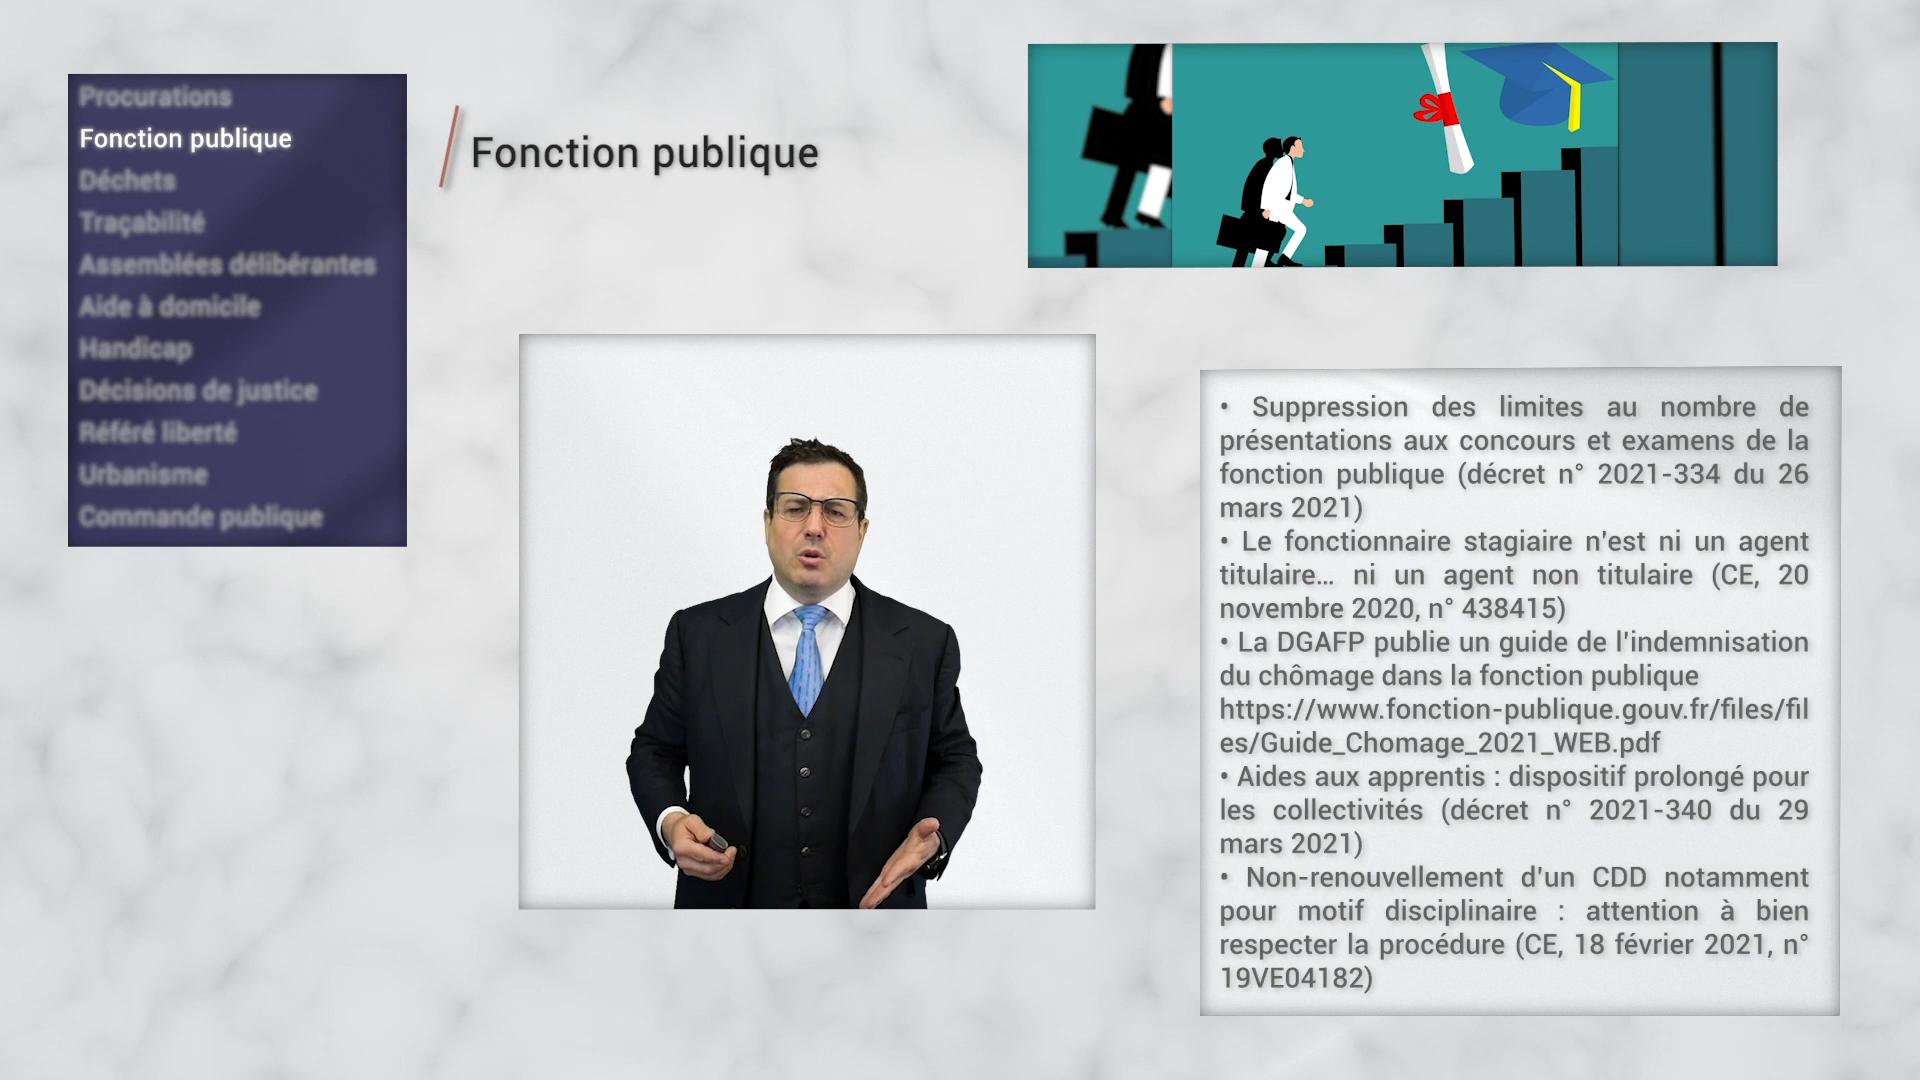 Procurations
Fonction publique
Déchets
Traçabilité
Assemblées délibérantes
Aide à domicile
Handicap
Décisions de justice
Référé liberté
Urbanisme
Commande publique
Fonction publique
• Suppression des limites au nombre de
présentations aux concours et examens de la
fonction publique (décret n° 2021-334 du 26
mars 2021)
• Le fonctionnaire stagiaire n'est ni un agent
titulaire... ni un agent non titulaire (CE, 20
novembre 2020, n° 438415)
• La DGAFP publie un guide de l'indemnisation
du chômage dans la fonction publique
https://www.fonction-publique.gouv.fr/files/fil
es/Guide_Chomage_2021_WEB.pdf
• Aides aux apprentis : dispositif prolongé pour
les collectivités (décret n° 2021-340 du 29
mars 2021)
• Non-renouvellement d'un CDD notamment
pour motif disciplinaire : attention à bien
respecter la procédure (CE, 18 février 2021, n°
19VE04182)